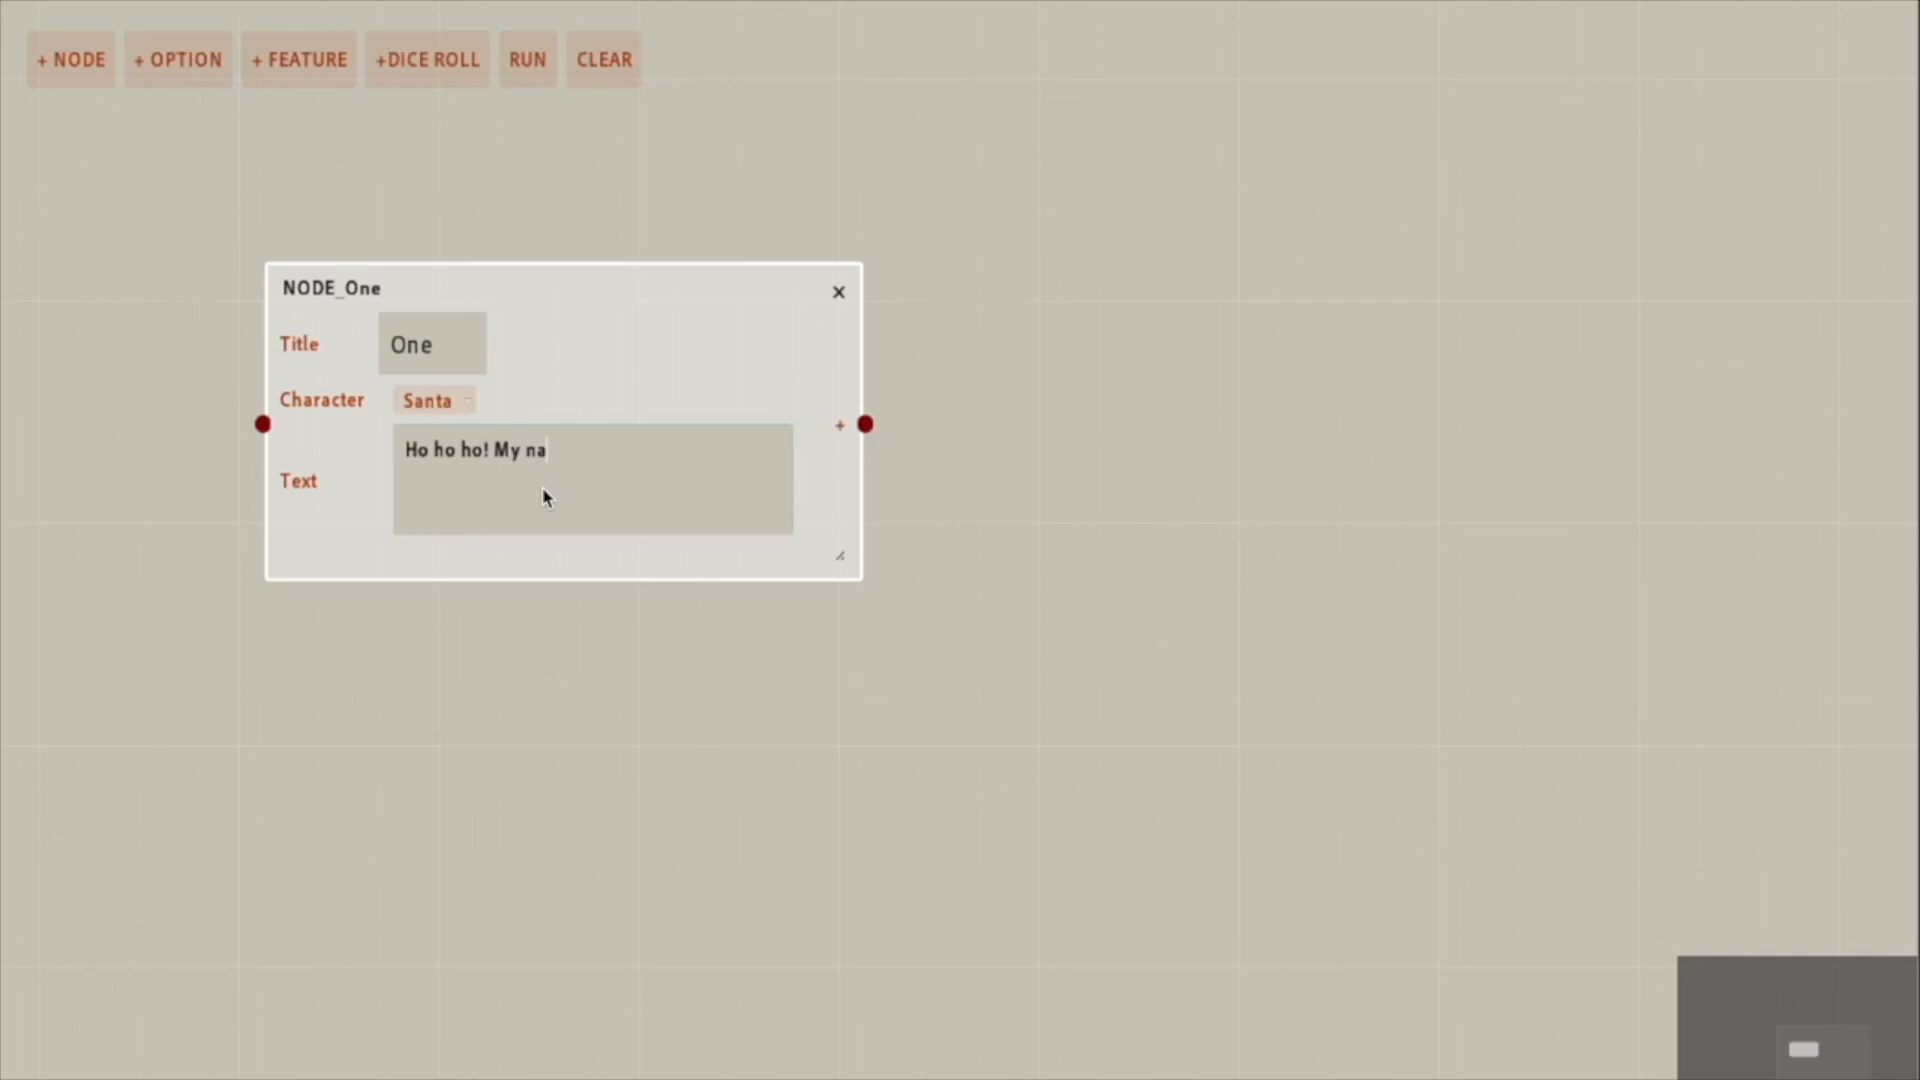 + NODE + OPTION + FEATURE +DICE ROLL RUN CLEAR
NODE_One ×
Title One
Character Santa
+
Ho ho ho! My na
Text